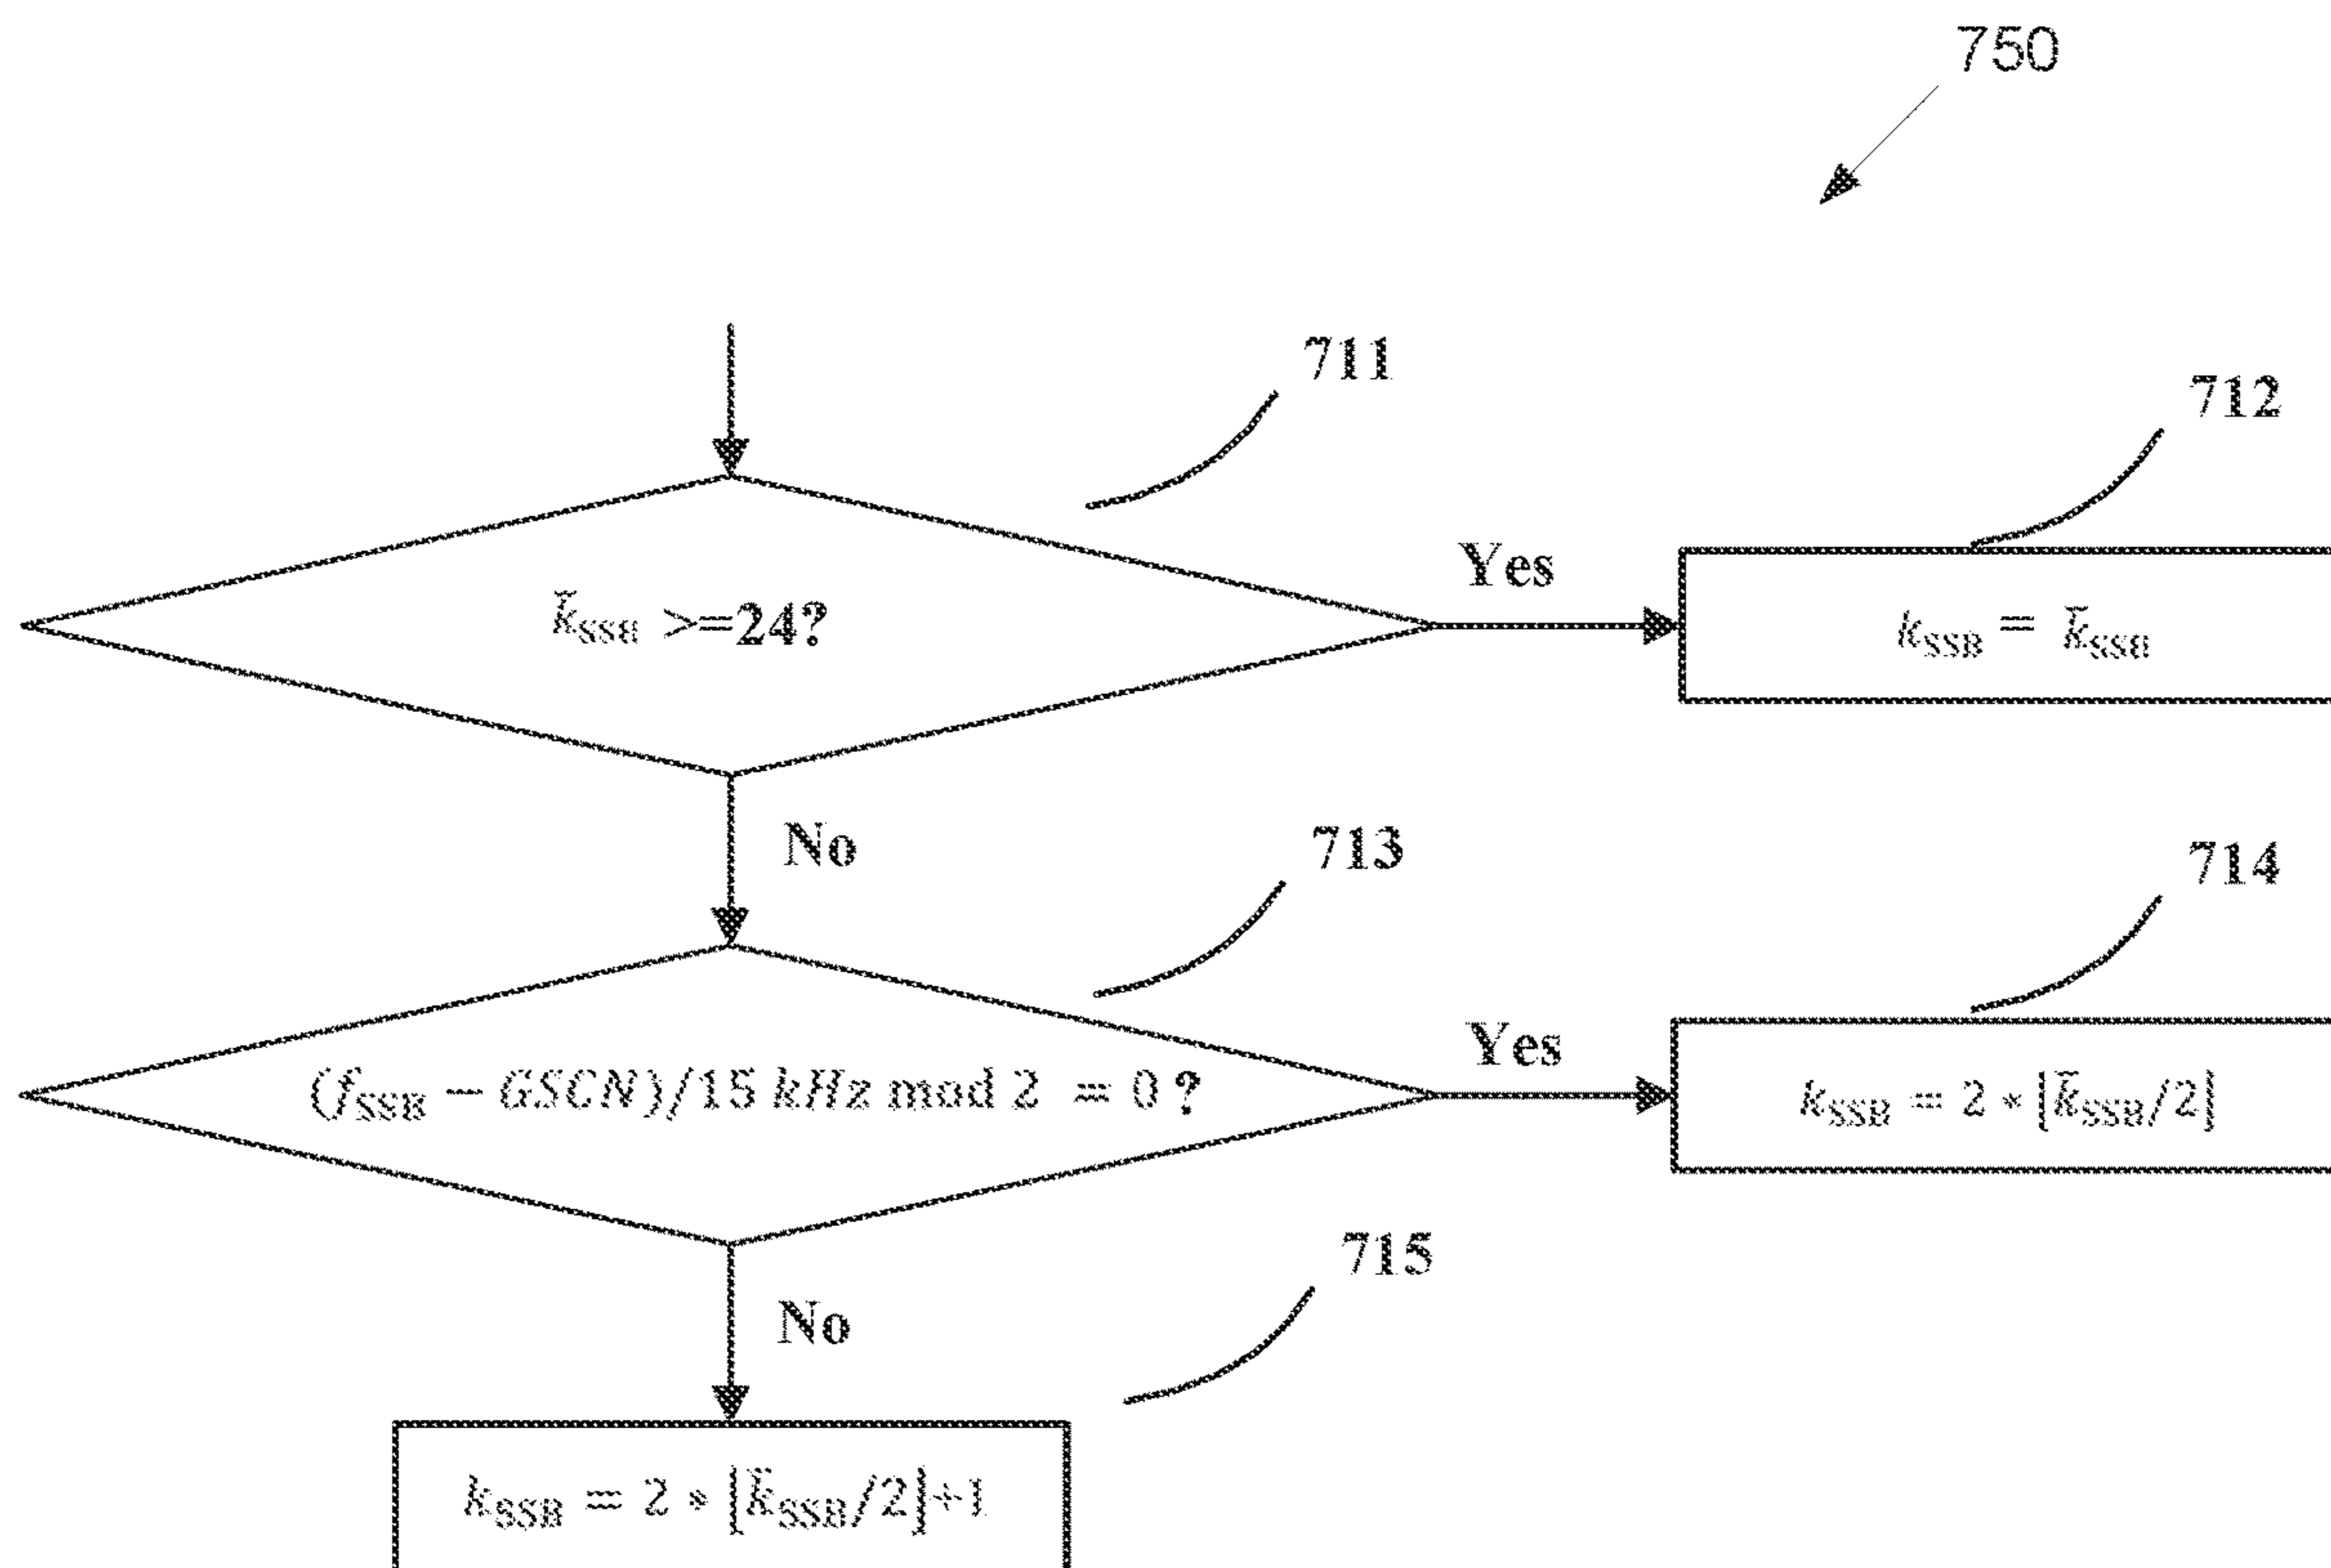 750
711
712
Yes
k̄SSB >=24?
kSSB = k̄SSB
No
713
714
Yes
(fSSB − GSCN)/15 kHz mod 2 = 0 ?
kSSB = 2 * ⌊k̄SSB/2⌋
715
No
kSSB = 2 * ⌊k̄SSB/2⌋+1